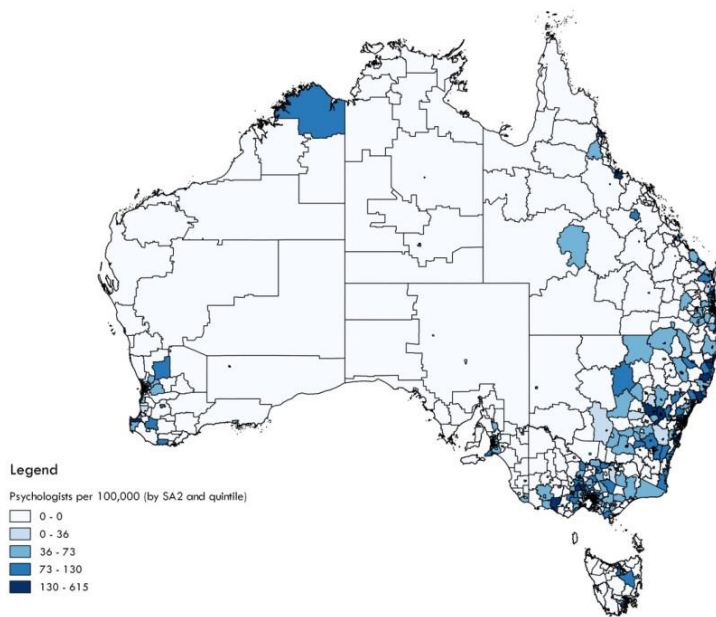 Legend
Psychologists per 100,000 (by SA2 and quintile)
0 - 0
0 - 36
36 - 73
73 - 130
130 - 615